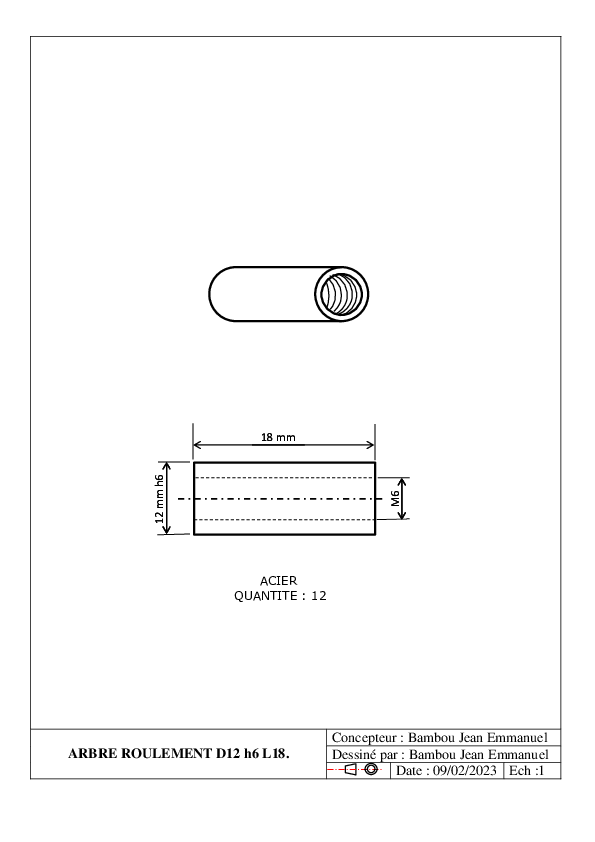 18 mm
12 mm h6
M6
ACIER
QUANTITE : 12
ARBRE ROULEMENT D12 h6 L18.
Concepteur : Bambou Jean Emmanuel
Dessiné par : Bambou Jean Emmanuel
Date : 09/02/2023 Ech :1